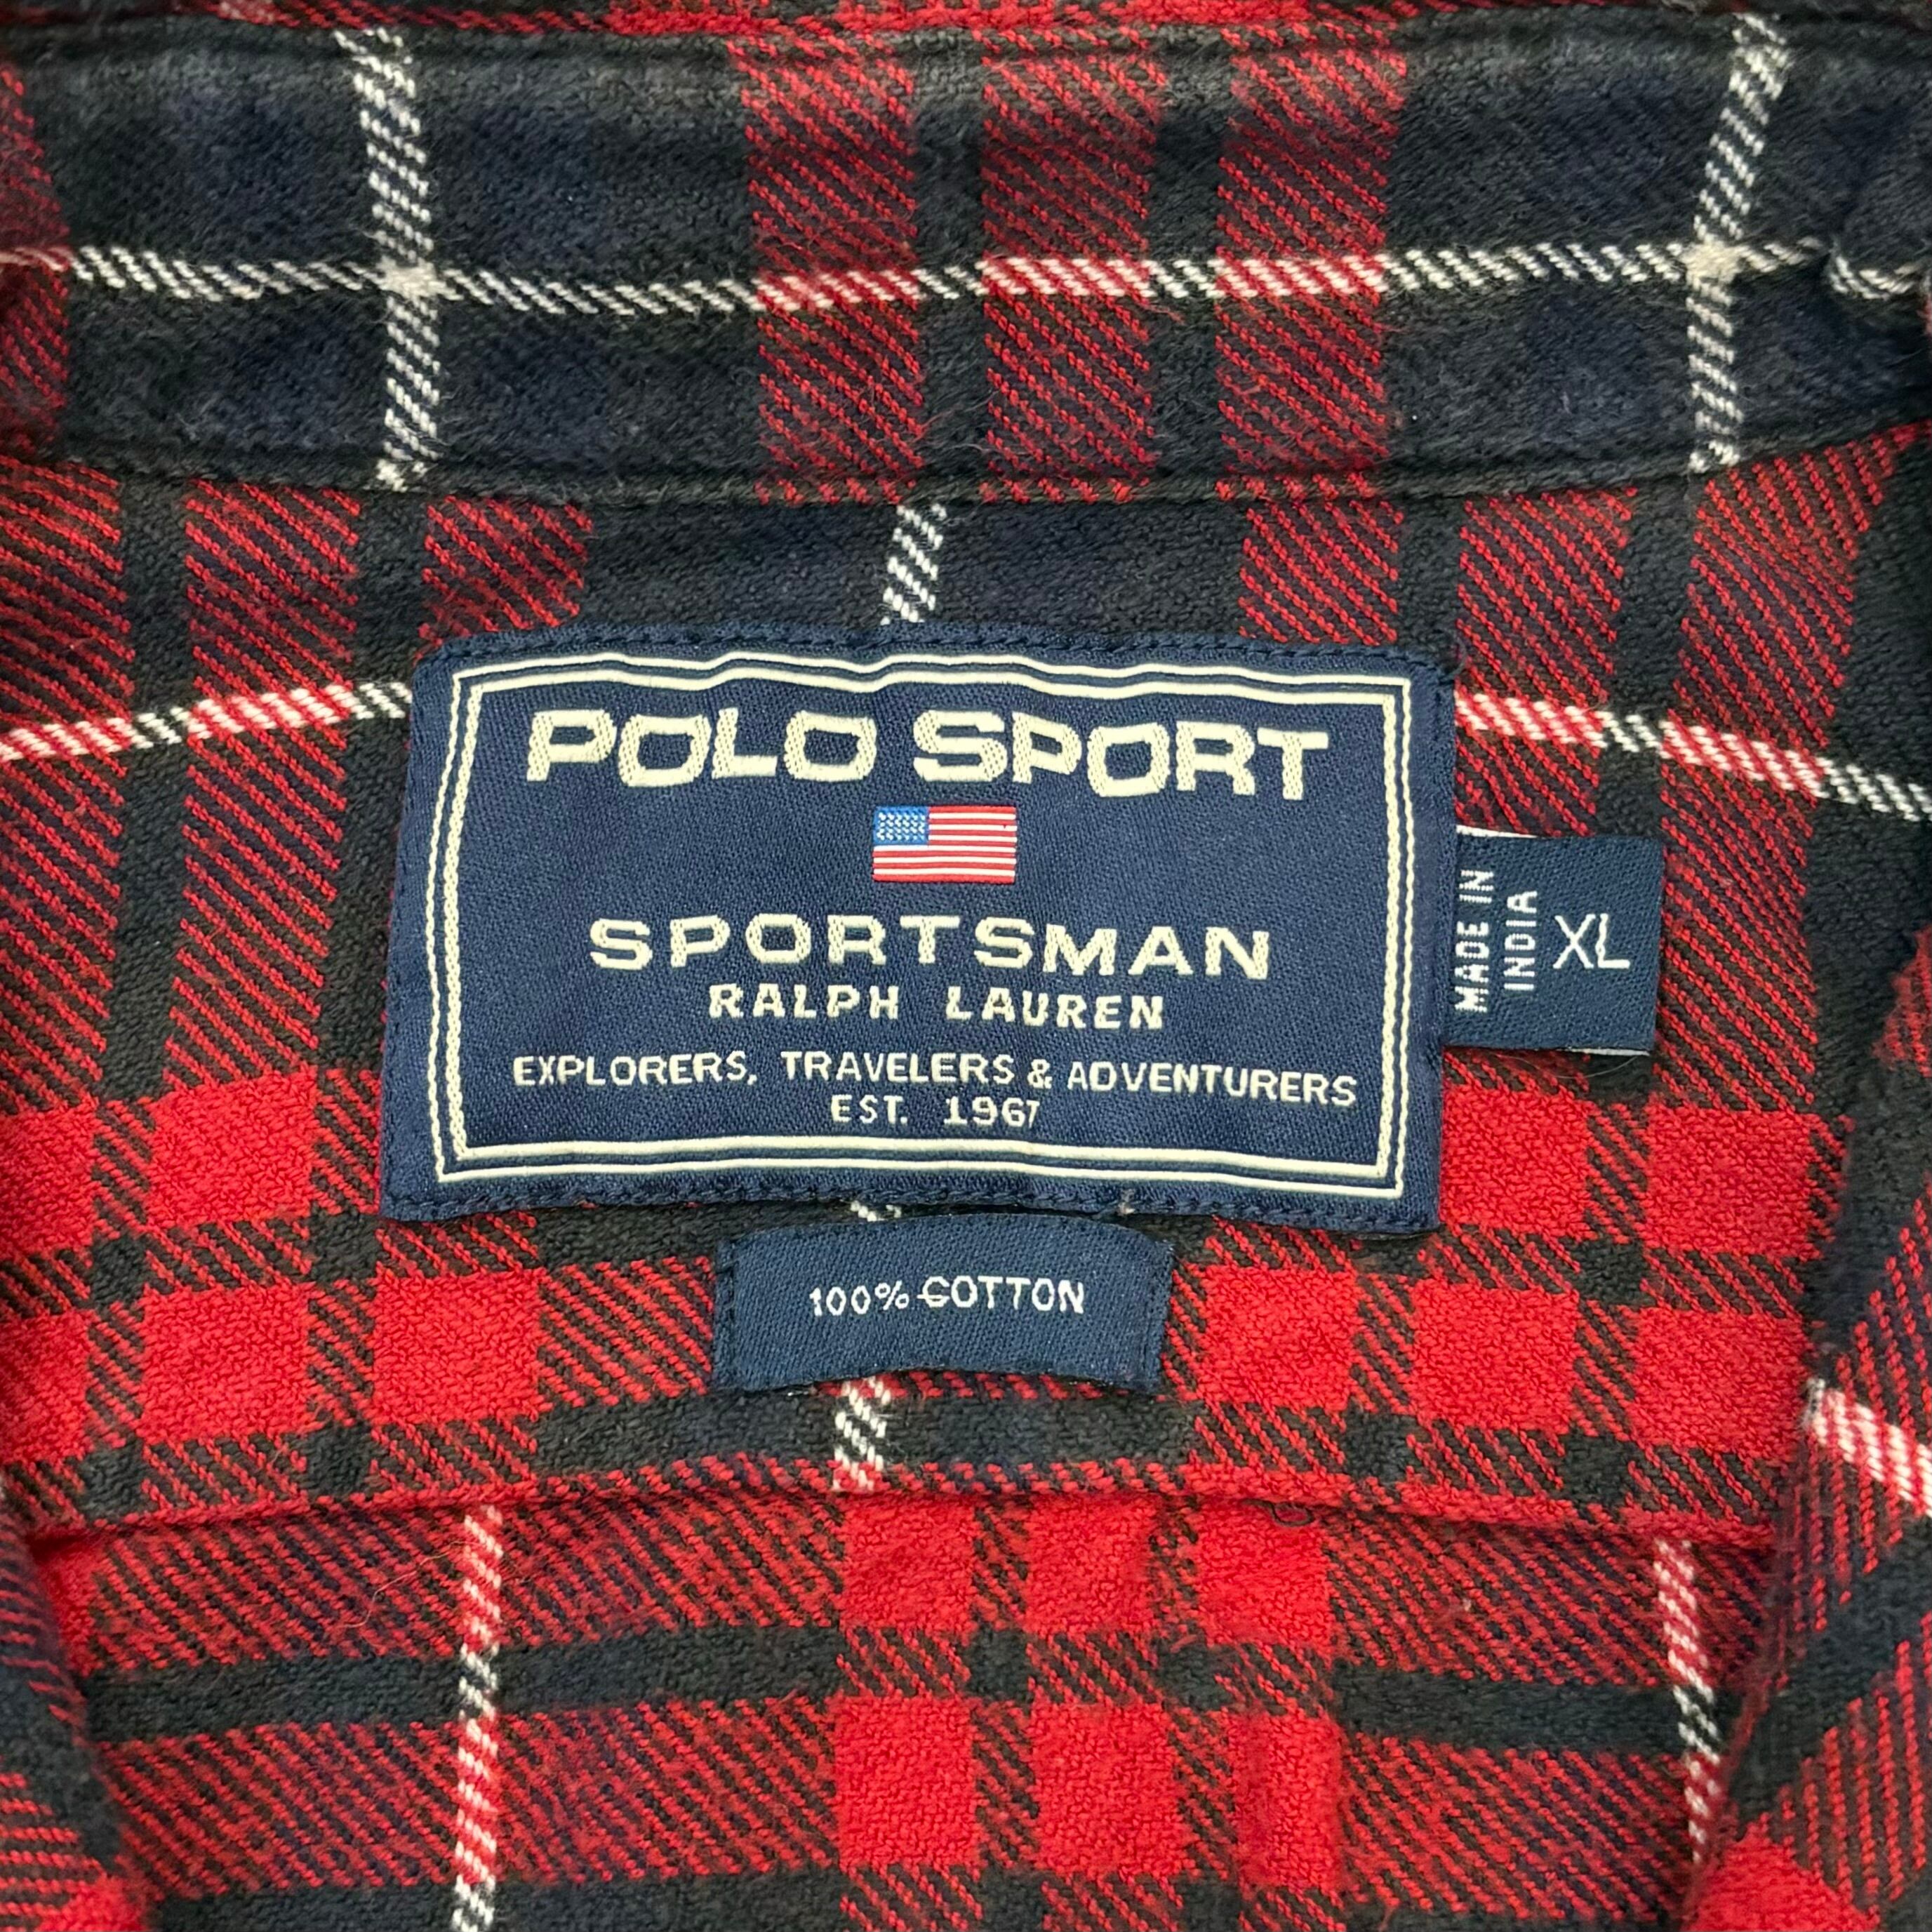 POLO SPORT
SPORTSMAN
RALPH LAUREN
EXPLORERS, TRAVELERS & ADVENTURERS
EST. 1967
MADE IN
INDIA
XL
100% COTTON